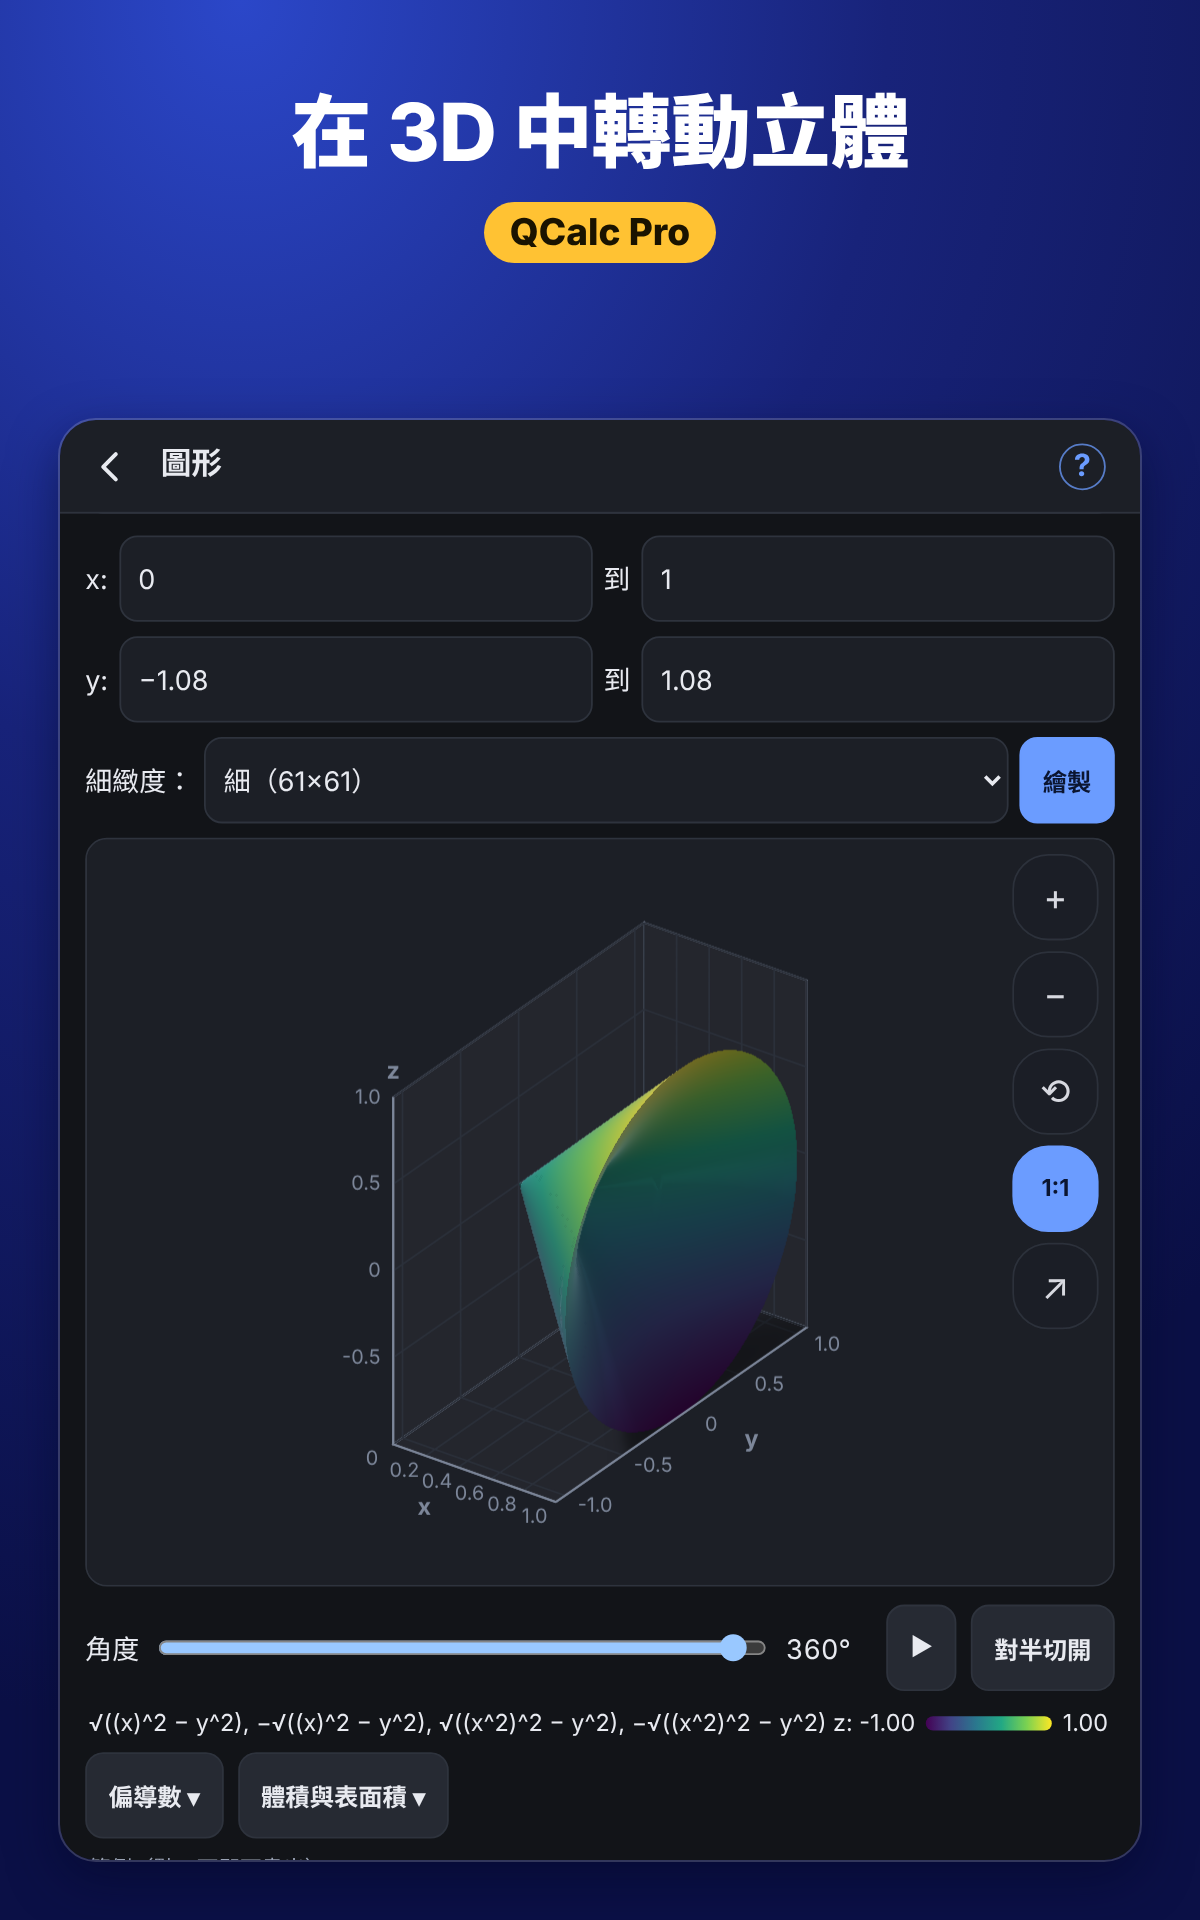 在 3D 中轉動立體
QCalc Pro
圖形
?
x: 0 到 1
y: −1.08 到 1.08
細緻度： 細（61×61） 繪製
+
−
1:1
z
1.0
0.5
0
-0.5
0
0.2
0.4
0.6
0.8
1.0
x
-1.0
-0.5
0
0.5
1.0
y
角度 360° 對半切開
√((x)^2 − y^2), −√((x)^2 − y^2), √((x^2)^2 − y^2), −√((x^2)^2 − y^2) z: -1.00 1.00
偏導數 ▾ 體積與表面積 ▾